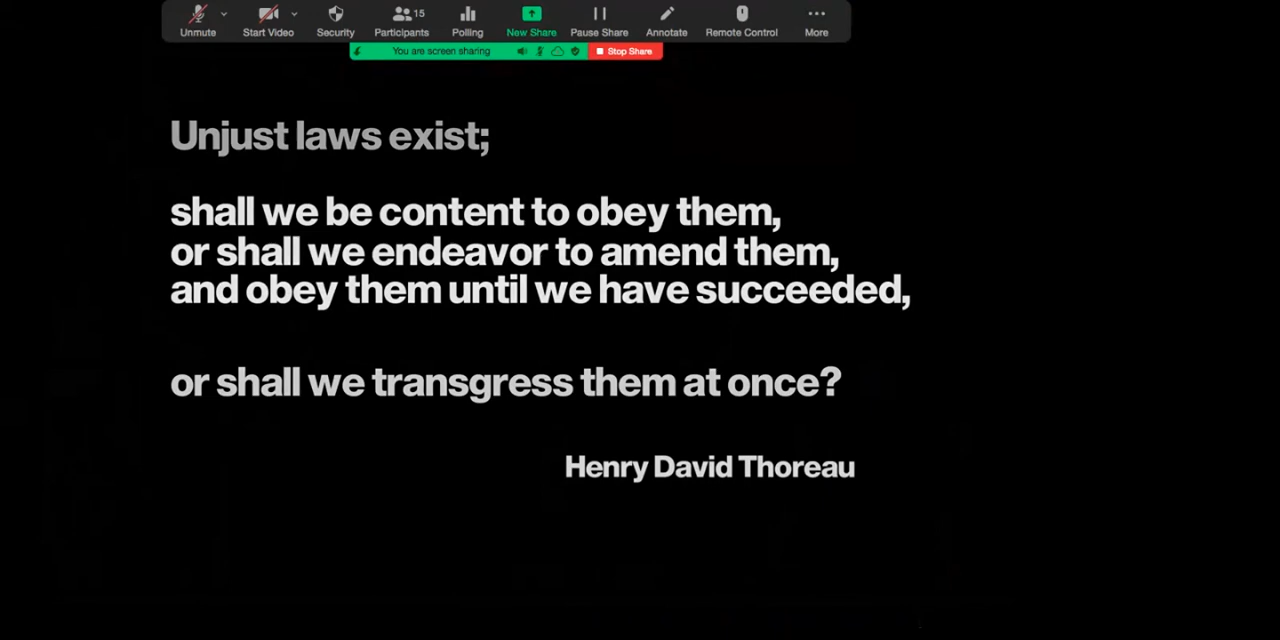 Unmute
Start Video
Security
Participants 15
Polling
New Share
Pause Share
Annotate
Remote Control
More
You are screen sharing
Stop Share
Unjust laws exist;
shall we be content to obey them,
or shall we endeavor to amend them,
and obey them until we have succeeded,
or shall we transgress them at once?
Henry David Thoreau